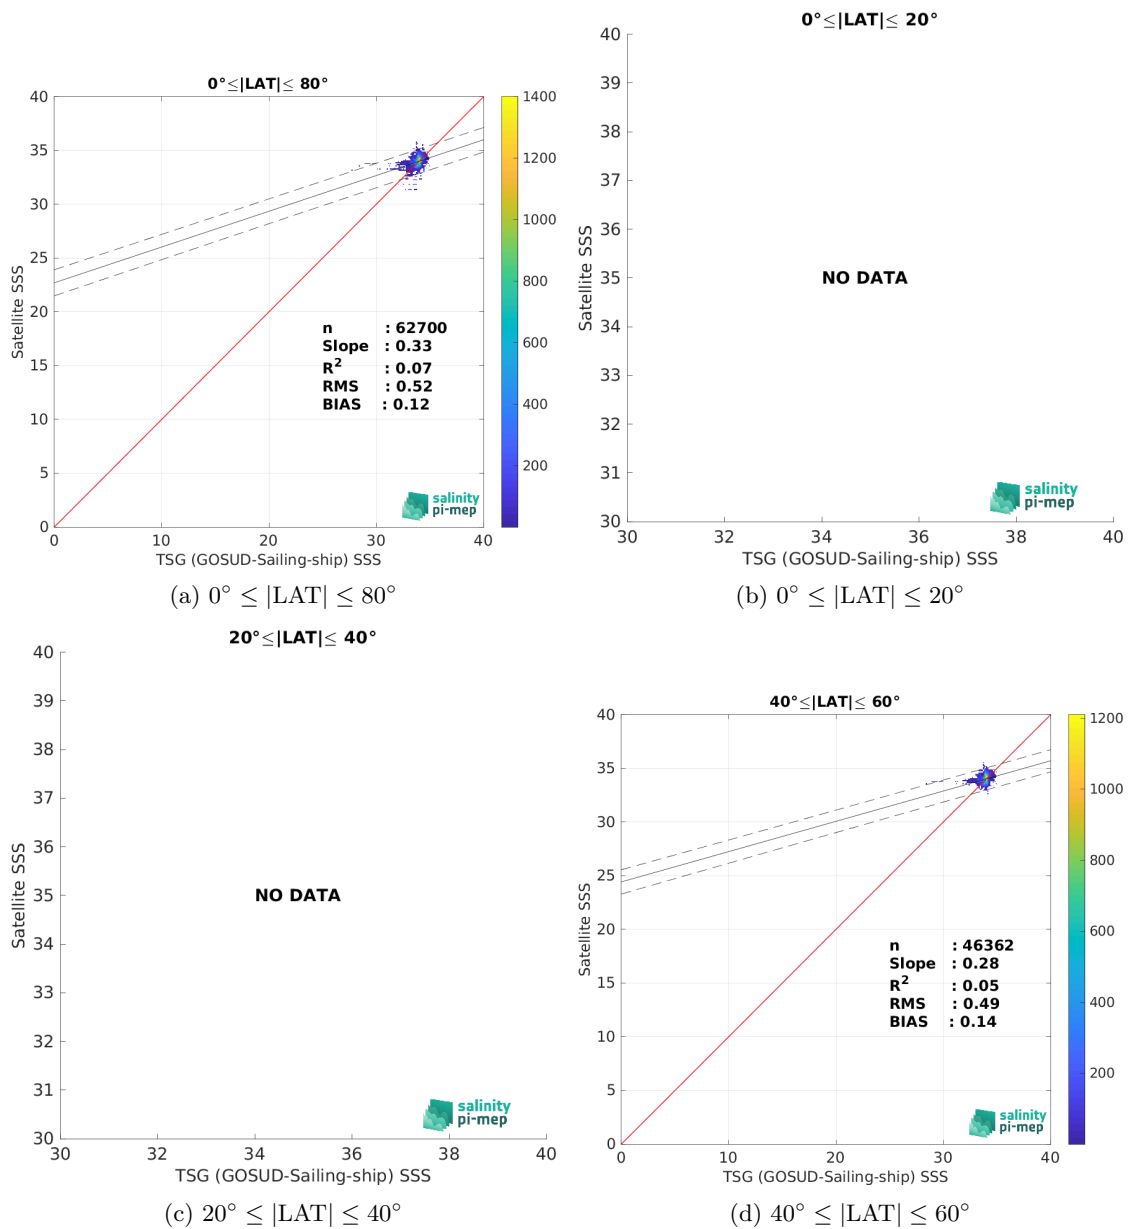 0°≤|LAT|≤ 80°
40
35
30
25
20
15
10
5
0
0
10
20
30
40
1400
1200
1000
800
600
400
200
Satellite SSS
TSG (GOSUD-Sailing-ship) SSS
n : 62700
Slope : 0.33
R² : 0.07
RMS : 0.52
BIAS : 0.12
salinity
pi-mep
(a) 0° ≤ |LAT| ≤ 80°
0°≤|LAT|≤ 20°
40
39
38
37
36
35
34
33
32
31
30
30
32
34
36
38
40
Satellite SSS
TSG (GOSUD-Sailing-ship) SSS
NO DATA
salinity
pi-mep
(b) 0° ≤ |LAT| ≤ 20°
20°≤|LAT|≤ 40°
40
39
38
37
36
35
34
33
32
31
30
30
32
34
36
38
40
Satellite SSS
TSG (GOSUD-Sailing-ship) SSS
NO DATA
salinity
pi-mep
(c) 20° ≤ |LAT| ≤ 40°
40°≤|LAT|≤ 60°
40
35
30
25
20
15
10
5
0
0
10
20
30
40
1200
1000
800
600
400
200
Satellite SSS
TSG (GOSUD-Sailing-ship) SSS
n : 46362
Slope : 0.28
R² : 0.05
RMS : 0.49
BIAS : 0.14
salinity
pi-mep
(d) 40° ≤ |LAT| ≤ 60°